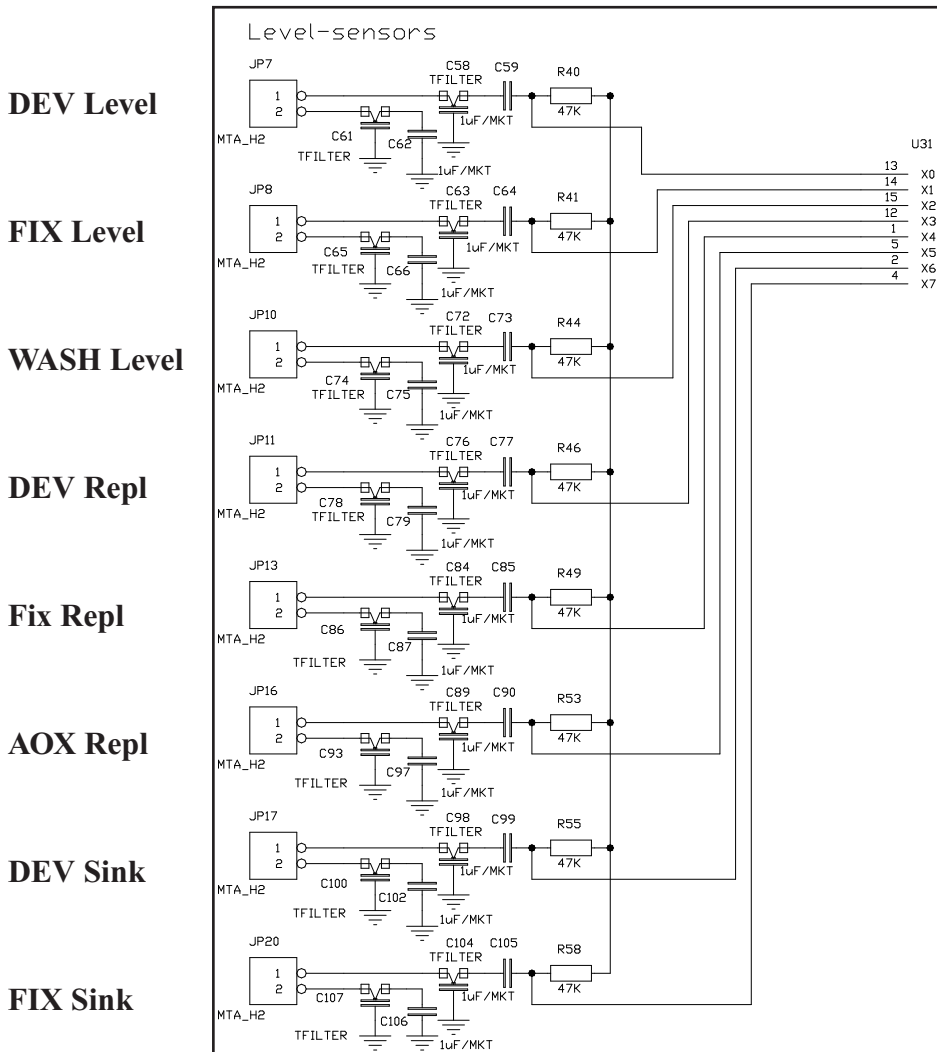 Level-sensors
DEV Level
JP7
1
2
MTA_H2
C61
TFILTER
C62
1uF/MKT
C58
TFILTER
C59
1uF/MKT
R40
47K
FIX Level
JP8
1
2
MTA_H2
C65
TFILTER
C66
1uF/MKT
C63
TFILTER
C64
1uF/MKT
R41
47K
WASH Level
JP10
1
2
MTA_H2
C74
TFILTER
C75
1uF/MKT
C72
TFILTER
C73
1uF/MKT
R44
47K
DEV Repl
JP11
1
2
MTA_H2
C78
TFILTER
C79
1uF/MKT
C76
TFILTER
C77
1uF/MKT
R46
47K
Fix Repl
JP13
1
2
MTA_H2
C86
TFILTER
C87
1uF/MKT
C84
TFILTER
C85
1uF/MKT
R49
47K
AOX Repl
JP16
1
2
MTA_H2
C93
TFILTER
C97
1uF/MKT
C89
TFILTER
C90
1uF/MKT
R53
47K
DEV Sink
JP17
1
2
MTA_H2
C100
TFILTER
C102
1uF/MKT
C98
TFILTER
C99
1uF/MKT
R55
47K
FIX Sink
JP20
1
2
MTA_H2
C107
TFILTER
C106
1uF/MKT
C104
TFILTER
C105
1uF/MKT
R58
47K
U31
13 X0
14 X1
15 X2
12 X3
1 X4
5 X5
2 X6
4 X7